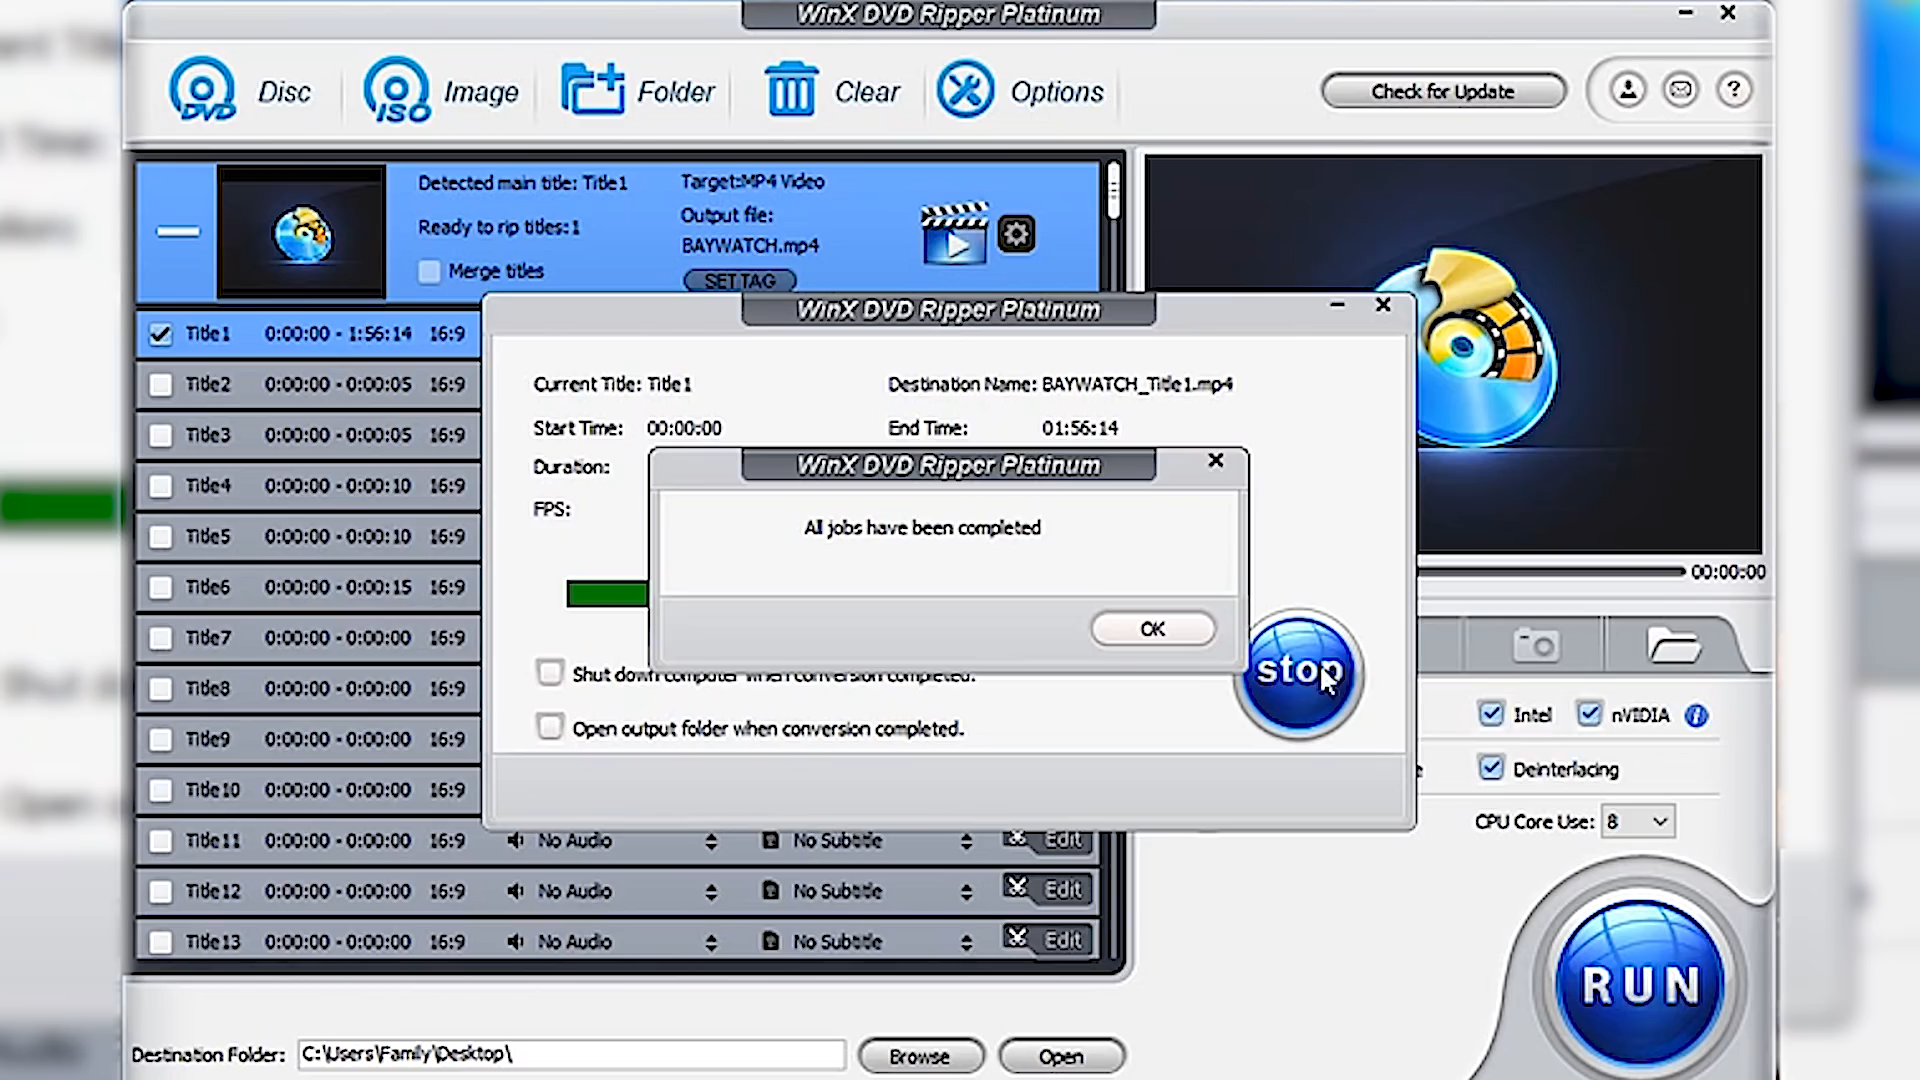 WinX DVD Ripper Platinum
DVD Disc
ISO Image
Folder
Clear
Options
Check for Update
?
Detected main title: Title1
Target:MP4 Video
Ready to rip titles:1
Output file:
BAYWATCH.mp4
Merge titles
SET TAG
WinX DVD Ripper Platinum
Title1 0:00:00 - 1:56:14 16:9
Title2 0:00:00 - 0:00:05 16:9
Title3 0:00:00 - 0:00:05 16:9
Title4 0:00:00 - 0:00:10 16:9
Title5 0:00:00 - 0:00:10 16:9
Title6 0:00:00 - 0:00:15 16:9
Title7 0:00:00 - 0:00:00 16:9
Title8 0:00:00 - 0:00:00 16:9
Title9 0:00:00 - 0:00:00 16:9
Title10 0:00:00 - 0:00:00 16:9
Title11 0:00:00 - 0:00:00 16:9 No Audio No Subtitle Edit
Title12 0:00:00 - 0:00:00 16:9 No Audio No Subtitle Edit
Title13 0:00:00 - 0:00:00 16:9 No Audio No Subtitle Edit
Current Title: Title1
Destination Name: BAYWATCH_Title1.mp4
Start Time: 00:00:00
End Time: 01:56:14
Duration:
FPS:
WinX DVD Ripper Platinum
All jobs have been completed
OK
Shut down computer when conversion completed.
Open output folder when conversion completed.
stop
00:00:00
Intel nVIDIA
Deinterlacing
CPU Core Use: 8
RUN
Destination Folder: C:\Users\Family\Desktop\
Browse
Open